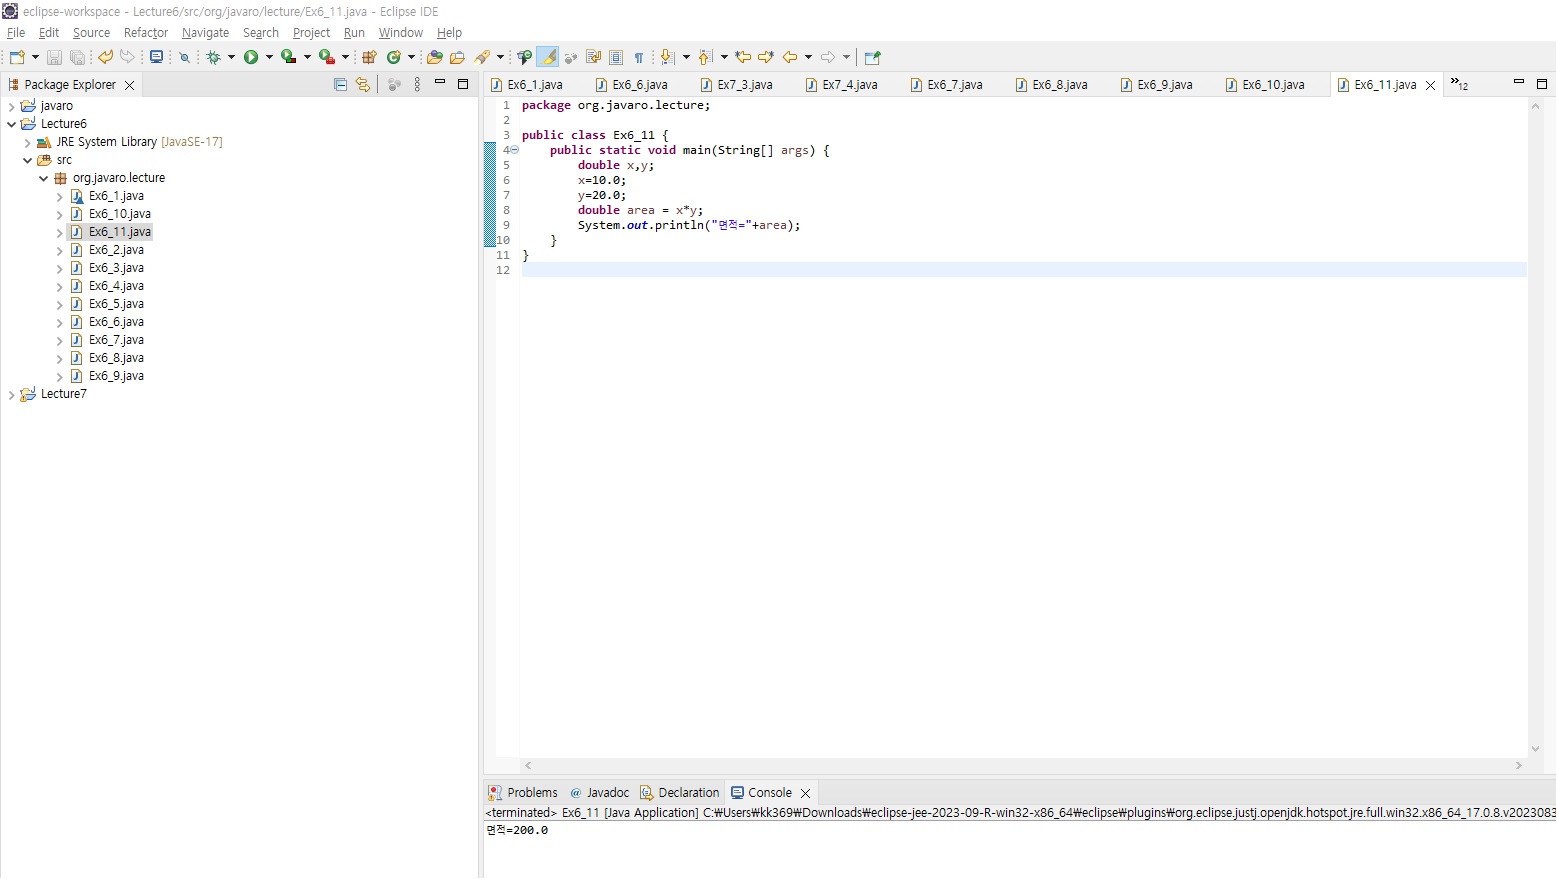 eclipse-workspace - Lecture6/src/org/javaro/lecture/Ex6_11.java - Eclipse IDE
File Edit Source Refactor Navigate Search Project Run Window Help
Package Explorer
javaro
Lecture6
JRE System Library [JavaSE-17]
src
org.javaro.lecture
Ex6_1.java
Ex6_10.java
Ex6_11.java
Ex6_2.java
Ex6_3.java
Ex6_4.java
Ex6_5.java
Ex6_6.java
Ex6_7.java
Ex6_8.java
Ex6_9.java
Lecture7
Ex6_1.java Ex6_6.java Ex7_3.java Ex7_4.java Ex6_7.java Ex6_8.java Ex6_9.java Ex6_10.java Ex6_11.java »12
1 package org.javaro.lecture;
2
3 public class Ex6_11 {
4 public static void main(String[] args) {
5 double x,y;
6 x=10.0;
7 y=20.0;
8 double area = x*y;
9 System.out.println("면적="+area);
10 }
11 }
12
Problems @ Javadoc Declaration Console
<terminated> Ex6_11 [Java Application] C:₩Users₩kk369₩Downloads₩eclipse-jee-2023-09-R-win32-x86_64₩eclipse₩plugins₩org.eclipse.justj.openjdk.hotspot.jre.full.win32.x86_64_17.0.8.v2023083
면적=200.0